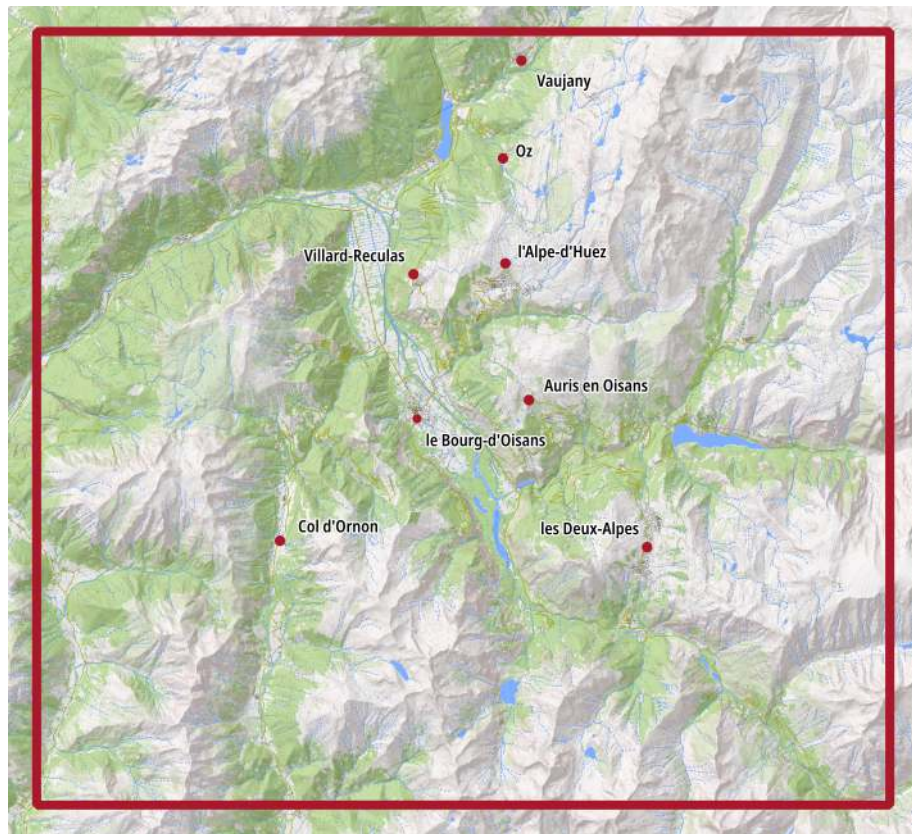 Vaujany
Oz
l'Alpe-d'Huez
Villard-Reculas
Auris en Oisans
le Bourg-d'Oisans
Col d'Ornon
les Deux-Alpes